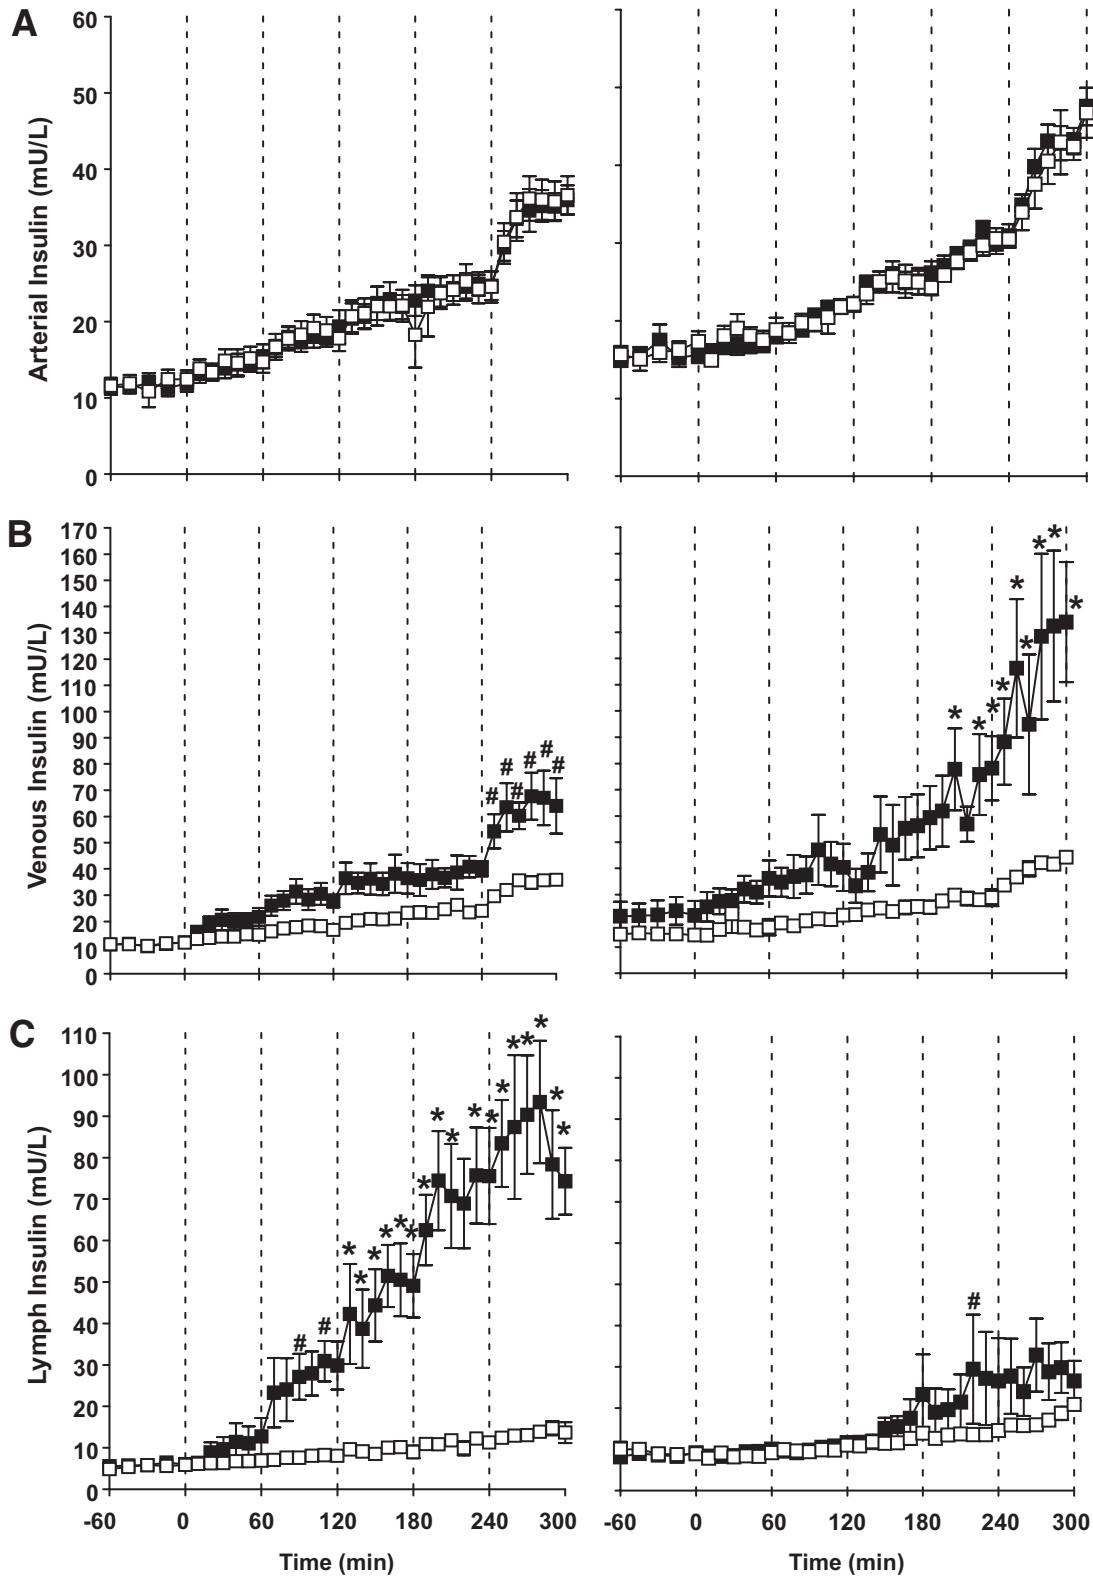 A
Arterial Insulin (mU/L)
60
50
40
30
20
10
0
B
Venous Insulin (mU/L)
170
160
150
140
130
120
110
100
90
80
70
60
50
40
30
20
10
0
# # # # # #
* * * * * * * * *
C
Lymph Insulin (mU/L)
110
100
90
80
70
60
50
40
30
20
10
0
# # * * * * * * * * * * * * * * * * * *
#
-60 0 60 120 180 240 300
-60 0 60 120 180 240 300
Time (min)
Time (min)